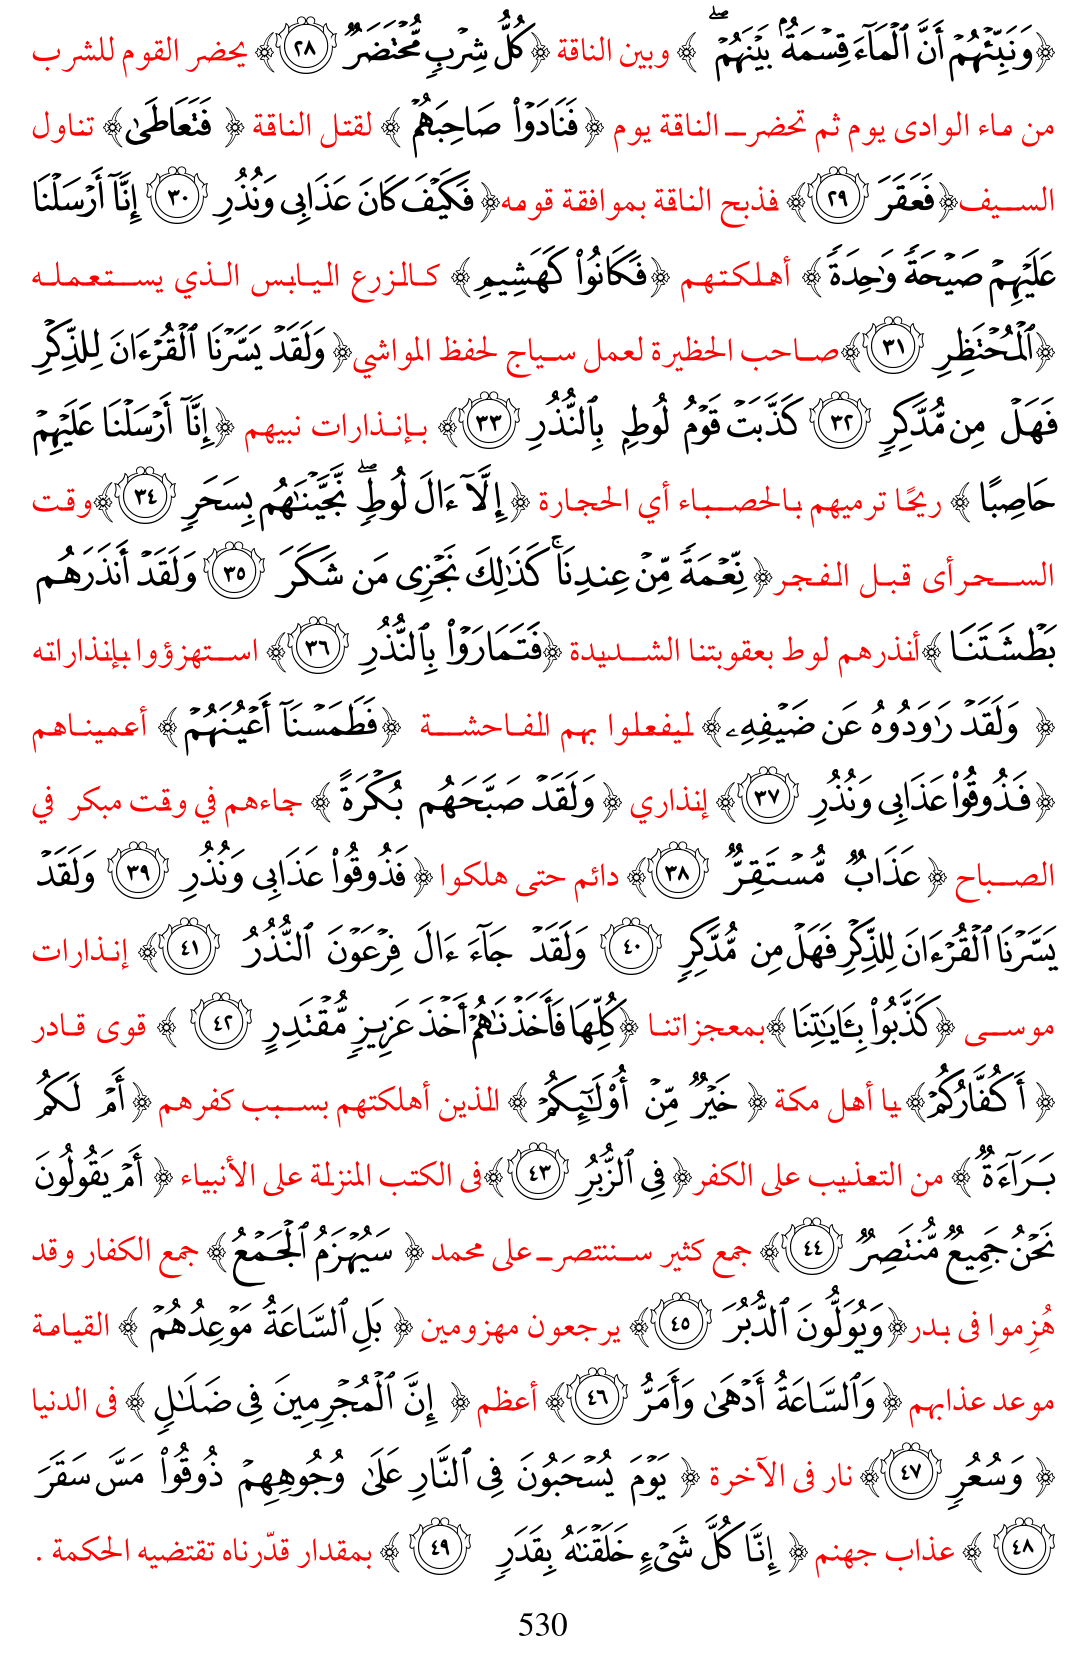 ﴿وَنَبِّئْهُمْ أَنَّ ٱلْمَآءَ قِسْمَةٌۢ بَيْنَهُمْ ۖ ﴾ وبين الناقة ﴿كُلُّ شِرْبٍ مُّحْتَضَرٌ ٢٨﴾ يحضر القوم للشرب
من ماء الوادى يوم ثم تحضر الناقة يوم ﴿فَنَادَوْا۟ صَاحِبَهُمْ ﴾ لقتل الناقة ﴿ فَتَعَاطَىٰ﴾ تناول
السيف﴿فَعَقَرَ ٢٩﴾ فذبح الناقة بموافقة قومه﴿فَكَيْفَ كَانَ عَذَابِى وَنُذُرِ ٣٠ إِنَّآ أَرْسَلْنَا
عَلَيْهِمْ صَيْحَةً وَٰحِدَةً ﴾ أهلكتهم ﴿فَكَانُوا۟ كَهَشِيمِ﴾ كالزرع اليابس الذي يستعمله
﴿ٱلْمُحْتَظِرِ ٣١﴾صاحب الحظيرة لعمل سياج لحفظ المواشي﴿وَلَقَدْ يَسَّرْنَا ٱلْقُرْءَانَ لِلذِّكْرِ
فَهَلْ مِن مُّدَّكِرٍ ٣٢ كَذَّبَتْ قَوْمُ لُوطٍ بِٱلنُّذُرِ ٣٣﴾ بإنذارات نبيهم ﴿إِنَّآ أَرْسَلْنَا عَلَيْهِمْ
حَاصِبًا ﴾ ريحًا ترميهم بالحصباء أي الحجارة ﴿إِلَّآ ءَالَ لُوطٍ ۖ نَّجَّيْنَٰهُم بِسَحَرٍ ٣٤﴾وقت
السحرأى قبل الفجر﴿نِّعْمَةً مِّنْ عِندِنَا ۚ كَذَٰلِكَ نَجْزِى مَن شَكَرَ ٣٥ وَلَقَدْ أَنذَرَهُم
بَطْشَتَنَا ﴾أنذرهم لوط بعقوبتنا الشديدة ﴿فَتَمَارَوْا۟ بِٱلنُّذُرِ ٣٦﴾ استهزؤوا بإنذاراته
﴿ وَلَقَدْ رَٰوَدُوهُ عَن ضَيْفِهِۦ﴾ ليفعلوا بهم الفاحشة ﴿فَطَمَسْنَآ أَعْيُنَهُمْ﴾ أعميناهم
﴿فَذُوقُوا۟ عَذَابِى وَنُذُرِ ٣٧﴾ إنذاري ﴿وَلَقَدْ صَبَّحَهُم بُكْرَةً ﴾ جاءهم في وقت مبكر في
الصباح ﴿عَذَابٌ مُّسْتَقِرٌّ ٣٨﴾ دائم حتى هلكوا ﴿فَذُوقُوا۟ عَذَابِى وَنُذُرِ ٣٩ وَلَقَدْ
يَسَّرْنَا ٱلْقُرْءَانَ لِلذِّكْرِ فَهَلْ مِن مُّدَّكِرٍ ٤٠ وَلَقَدْ جَآءَ ءَالَ فِرْعَوْنَ ٱلنُّذُرُ ٤١﴾ إنذارات
موسى ﴿كَذَّبُوا۟ بِـَٔايَٰتِنَا ﴾بمعجزاتنا ﴿كُلِّهَا فَأَخَذْنَٰهُمْ أَخْذَ عَزِيزٍ مُّقْتَدِرٍ ٤٢ ﴾ قوى قادر
﴿ أَكُفَّارُكُمْ﴾يا أهل مكة ﴿ خَيْرٌ مِّنْ أُو۟لَٰٓئِكُمْ ﴾ الذين أهلكتهم بسبب كفرهم ﴿أَمْ لَكُم
بَرَآءَةٌ ﴾ من التعذيب على الكفر﴿فِى ٱلزُّبُرِ ٤٣﴾فى الكتب المنزلة على الأنبياء ﴿ أَمْ يَقُولُونَ
نَحْنُ جَمِيعٌ مُّنتَصِرٌ ٤٤﴾ جمع كثير سننتصر على محمد ﴿ سَيُهْزَمُ ٱلْجَمْعُ﴾ جمع الكفار وقد
هُزِموا فى بدر﴿وَيُوَلُّونَ ٱلدُّبُرَ ٤٥﴾ يرجعون مهزومين ﴿ بَلِ ٱلسَّاعَةُ مَوْعِدُهُمْ ﴾ القيامة
موعد عذابهم ﴿ وَٱلسَّاعَةُ أَدْهَىٰ وَأَمَرُّ ٤٦﴾ أعظم ﴿ إِنَّ ٱلْمُجْرِمِينَ فِى ضَلَٰلٍ ﴾ فى الدنيا
﴿ وَسُعُرٍ ٤٧﴾ نار فى الآخرة ﴿ يَوْمَ يُسْحَبُونَ فِى ٱلنَّارِ عَلَىٰ وُجُوهِهِمْ ذُوقُوا۟ مَسَّ سَقَرَ
٤٨ ﴾ عذاب جهنم ﴿ إِنَّا كُلَّ شَىْءٍ خَلَقْنَٰهُ بِقَدَرٍ ٤٩ ﴾ بمقدار قدّرناه تقتضيه الحكمة .
530